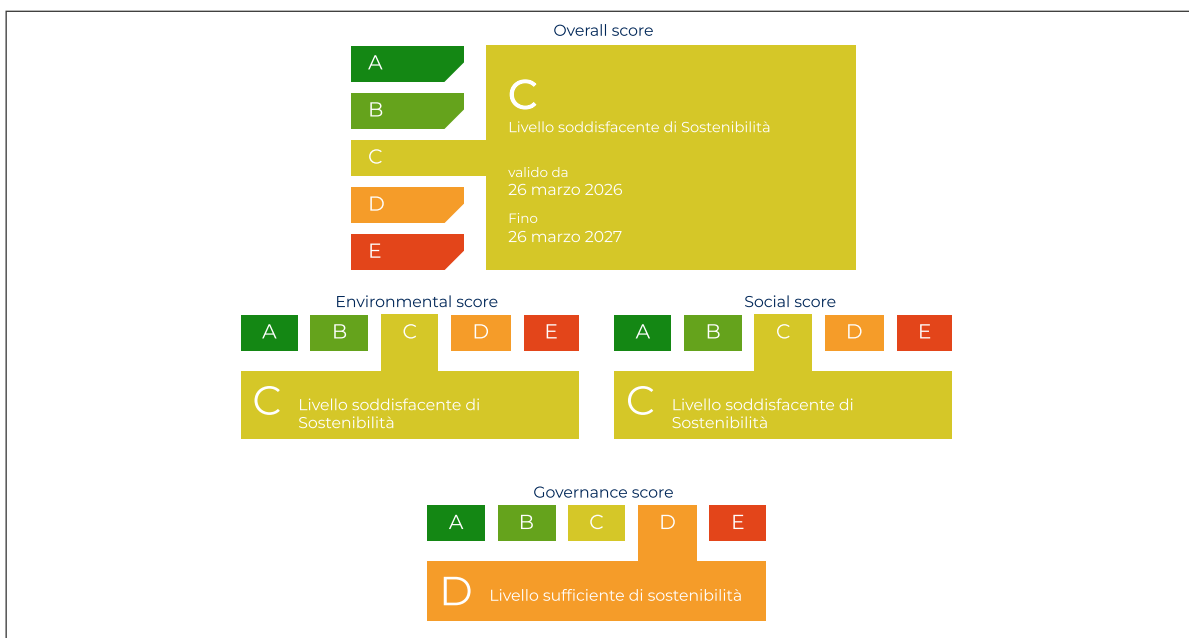 Overall score
A
B
C
D
E
C
Livello soddisfacente di Sostenibilità
valido da
26 marzo 2026
Fino
26 marzo 2027
Environmental score
A B C D E
C Livello soddisfacente di
Sostenibilità
Social score
A B C D E
C Livello soddisfacente di
Sostenibilità
Governance score
A B C D E
D Livello sufficiente di sostenibilità